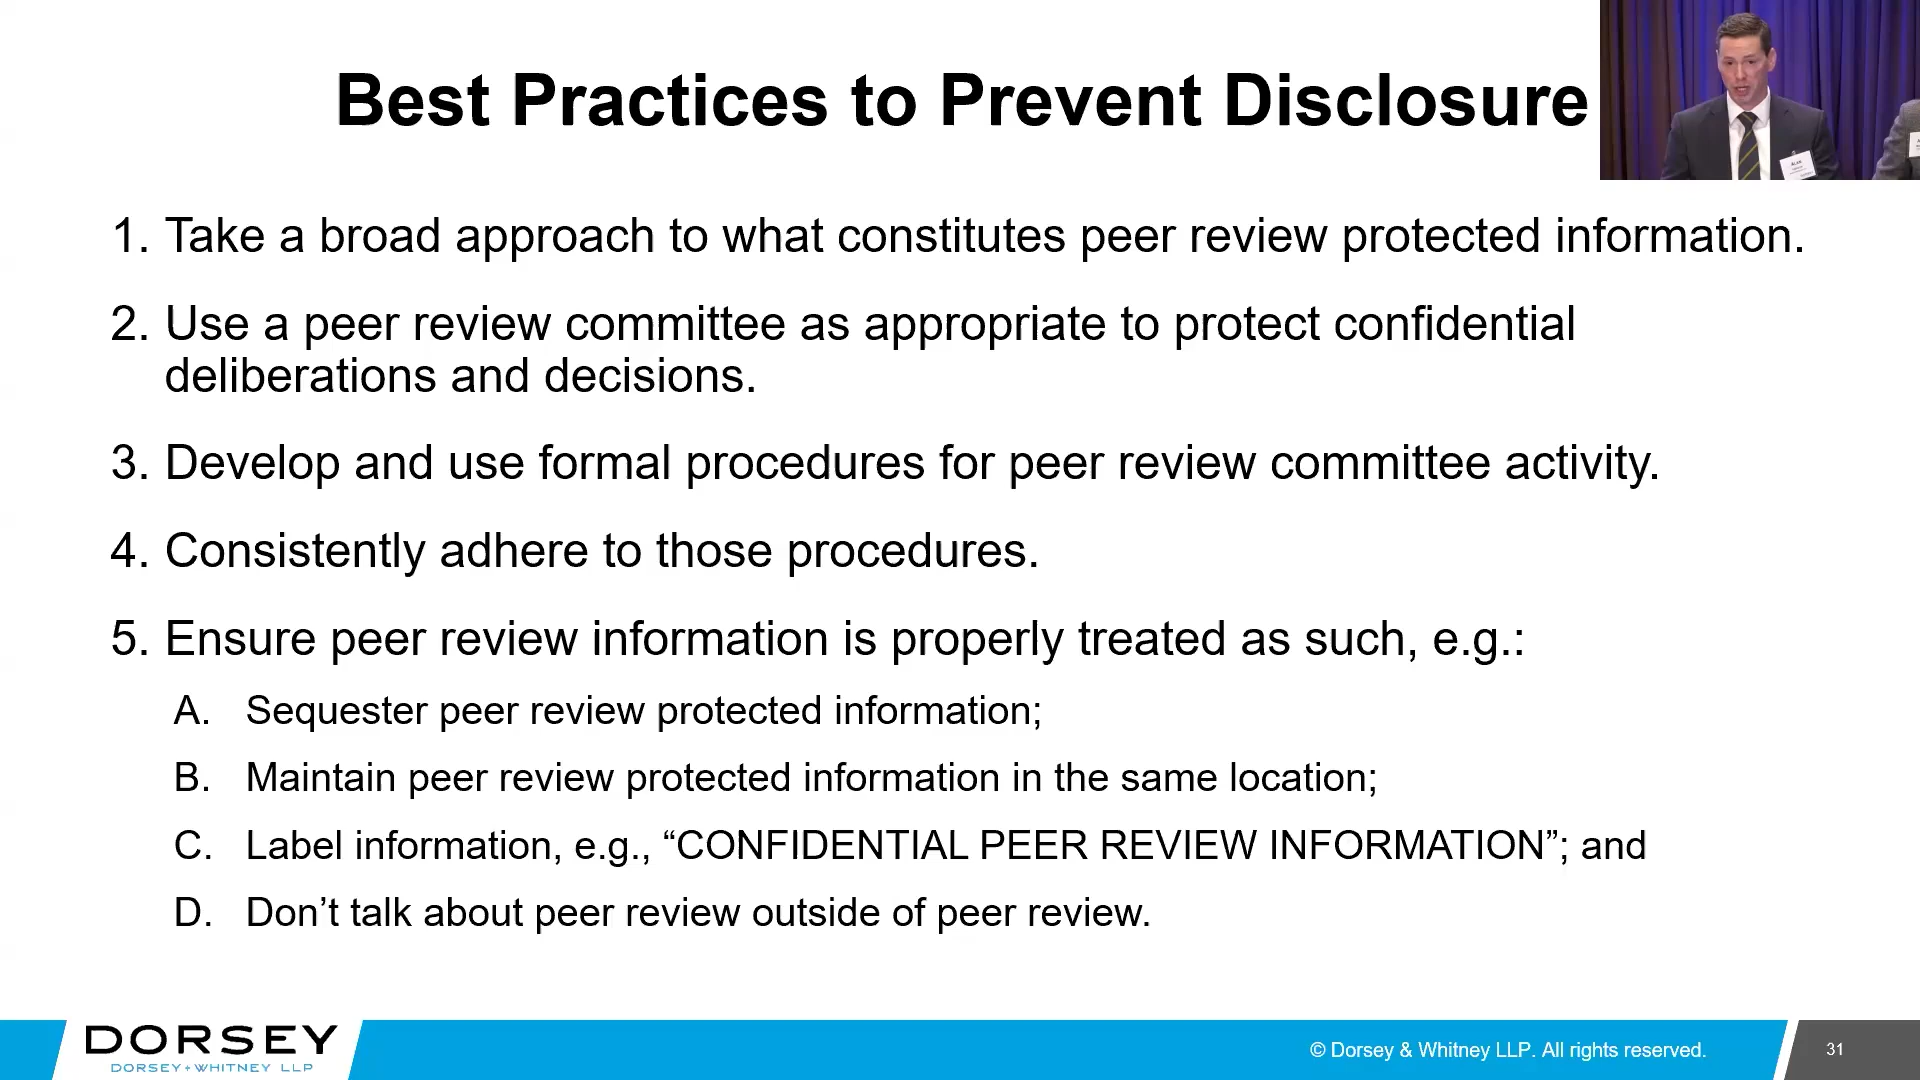 Best Practices to Prevent Disclosure
1. Take a broad approach to what constitutes peer review protected information.
2. Use a peer review committee as appropriate to protect confidential
deliberations and decisions.
3. Develop and use formal procedures for peer review committee activity.
4. Consistently adhere to those procedures.
5. Ensure peer review information is properly treated as such, e.g.:
A. Sequester peer review protected information;
B. Maintain peer review protected information in the same location;
C. Label information, e.g., “CONFIDENTIAL PEER REVIEW INFORMATION”; and
D. Don’t talk about peer review outside of peer review.
DORSEY
DORSEY + WHITNEY LLP
© Dorsey & Whitney LLP. All rights reserved.
31